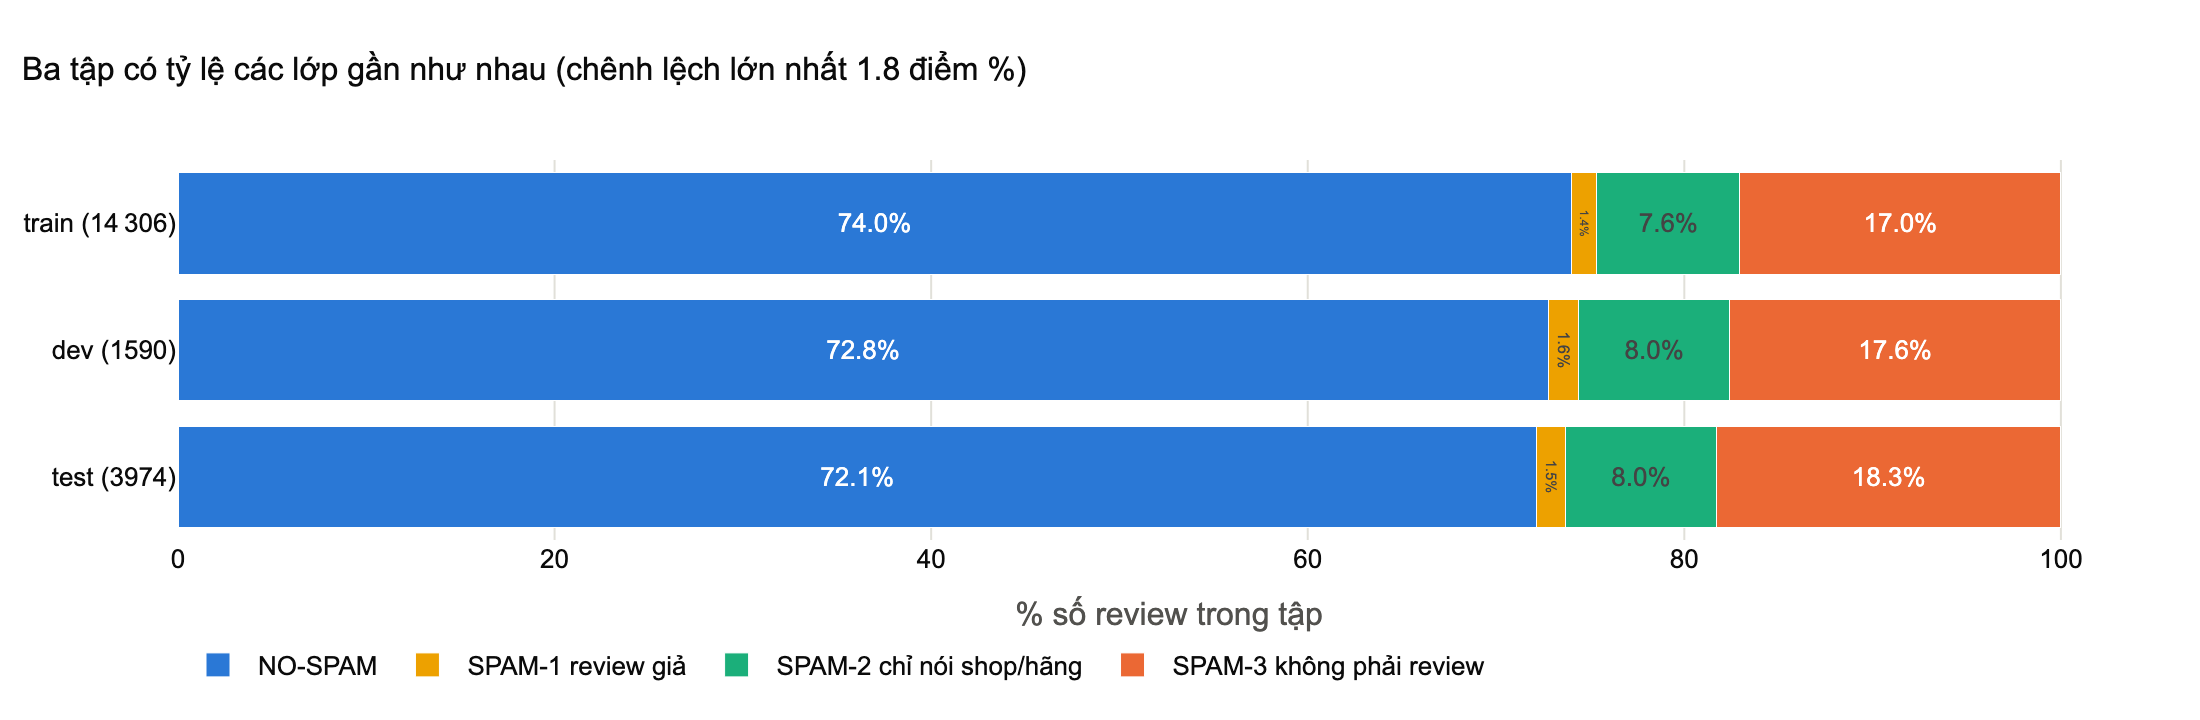 Ba tập có tỷ lệ các lớp gần như nhau (chênh lệch lớn nhất 1.8 điểm %)
train (14 306) 74.0% 1.4% 7.6% 17.0%
dev (1590) 72.8% 1.6% 8.0% 17.6%
test (3974) 72.1% 1.5% 8.0% 18.3%
0 20 40 60 80 100
% số review trong tập
NO-SPAM SPAM-1 review giả SPAM-2 chỉ nói shop/hãng SPAM-3 không phải review